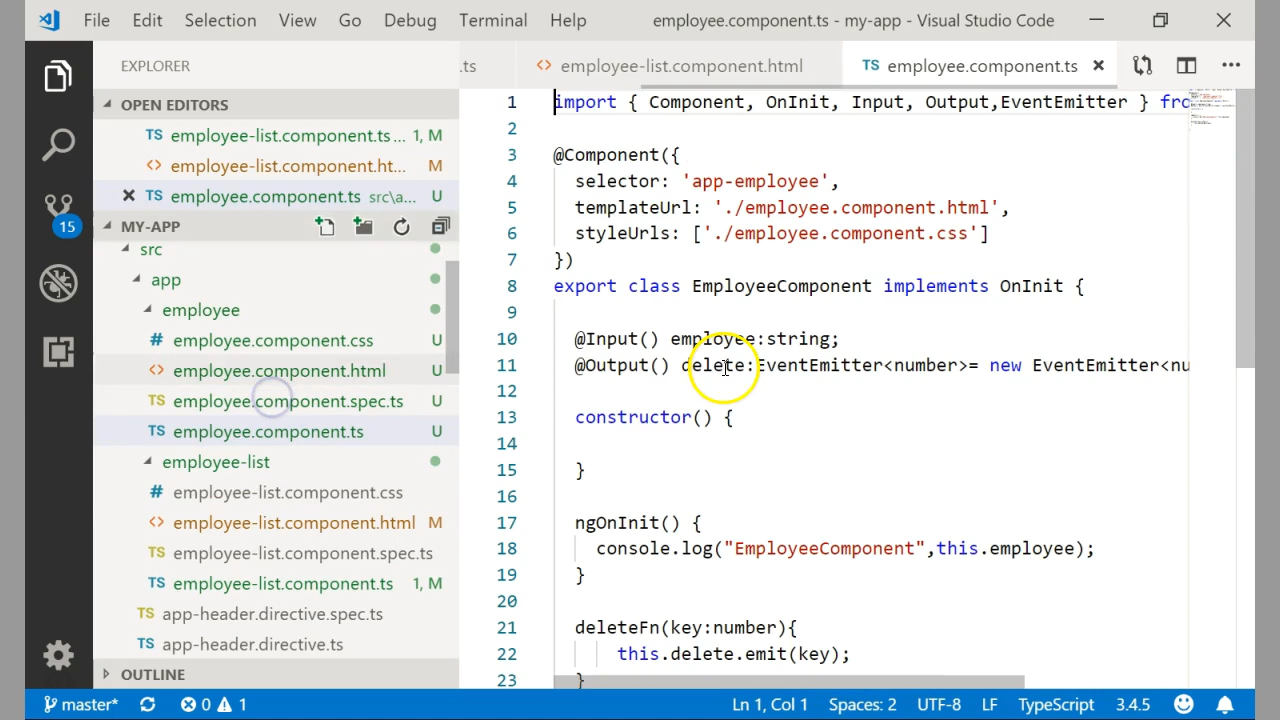 File Edit Selection View Go Debug Terminal Help employee.component.ts - my-app - Visual Studio Code
EXPLORER
.ts employee-list.component.html TS employee.component.ts
OPEN EDITORS
TS employee-list.component.ts... 1, M
employee-list.component.ht... M
TS employee.component.ts src\a... U
MY-APP
src
app
employee
# employee.component.css U
employee.component.html U
TS employee.component.spec.ts U
TS employee.component.ts U
employee-list
# employee-list.component.css
employee-list.component.html M
TS employee-list.component.spec.ts
TS employee-list.component.ts 1, M
TS app-header.directive.spec.ts
TS app-header.directive.ts
OUTLINE
15
1 import { Component, OnInit, Input, Output,EventEmitter } fro
2
3 @Component({
4 selector: 'app-employee',
5 templateUrl: './employee.component.html',
6 styleUrls: ['./employee.component.css']
7 })
8 export class EmployeeComponent implements OnInit {
9
10 @Input() employee:string;
11 @Output() delete:EventEmitter<number>= new EventEmitter<nu
12
13 constructor() {
14
15 }
16
17 ngOnInit() {
18 console.log("EmployeeComponent",this.employee);
19 }
20
21 deleteFn(key:number){
22 this.delete.emit(key);
23 }
master* 0 1 Ln 1, Col 1 Spaces: 2 UTF-8 LF TypeScript 3.4.5